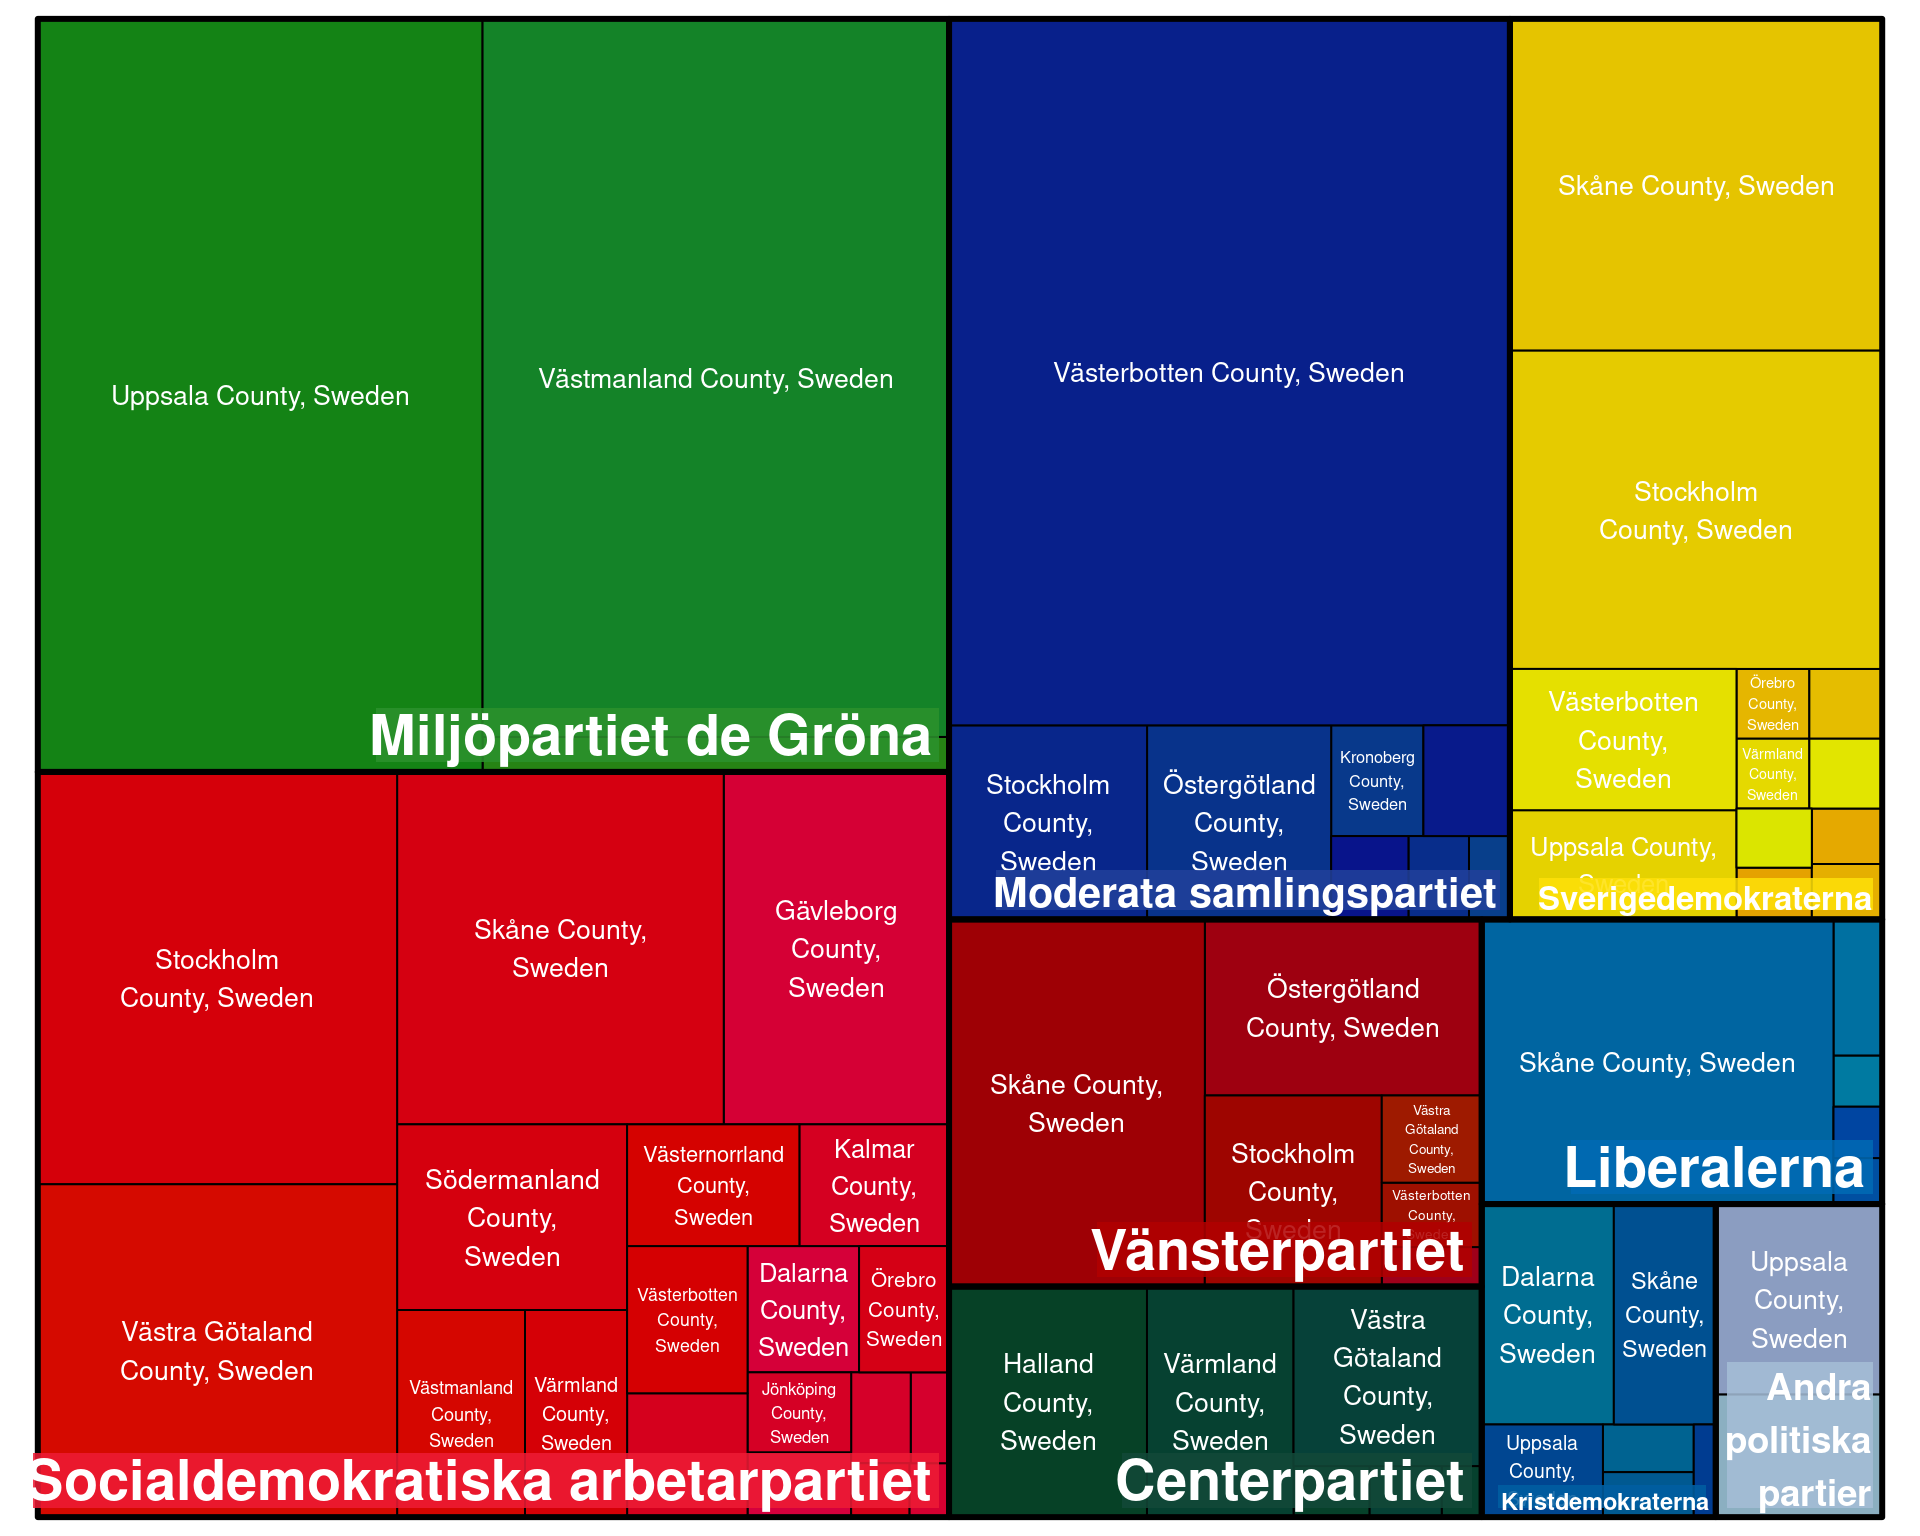 Uppsala County, Sweden
Västmanland County, Sweden
Miljöpartiet de Gröna
Västerbotten County, Sweden
Stockholm
County,
Sweden
Östergötland
County,
Sweden
Kronoberg
County,
Sweden
Moderata samlingspartiet
Skåne County, Sweden
Stockholm
County, Sweden
Västerbotten
County,
Sweden
Örebro
County,
Sweden
Värmland
County,
Sweden
Uppsala County,
Sweden
Sverigedemokraterna
Stockholm
County, Sweden
Skåne County,
Sweden
Gävleborg
County,
Sweden
Västra Götaland
County, Sweden
Södermanland
County,
Sweden
Västernorrland
County,
Sweden
Kalmar
County,
Sweden
Västerbotten
County,
Sweden
Dalarna
County,
Sweden
Örebro
County,
Sweden
Västmanland
County,
Sweden
Värmland
County,
Sweden
Jönköping
County,
Sweden
Socialdemokratiska arbetarpartiet
Skåne County,
Sweden
Östergötland
County, Sweden
Stockholm
County,
Sweden
Västra
Götaland
County,
Sweden
Västerbotten
County,
Sweden
Vänsterpartiet
Skåne County, Sweden
Liberalerna
Halland
County,
Sweden
Värmland
County,
Sweden
Västra
Götaland
County,
Sweden
Centerpartiet
Dalarna
County,
Sweden
Skåne
County,
Sweden
Uppsala
County,
Kristdemokraterna
Uppsala
County,
Sweden
Andra
politiska
partier